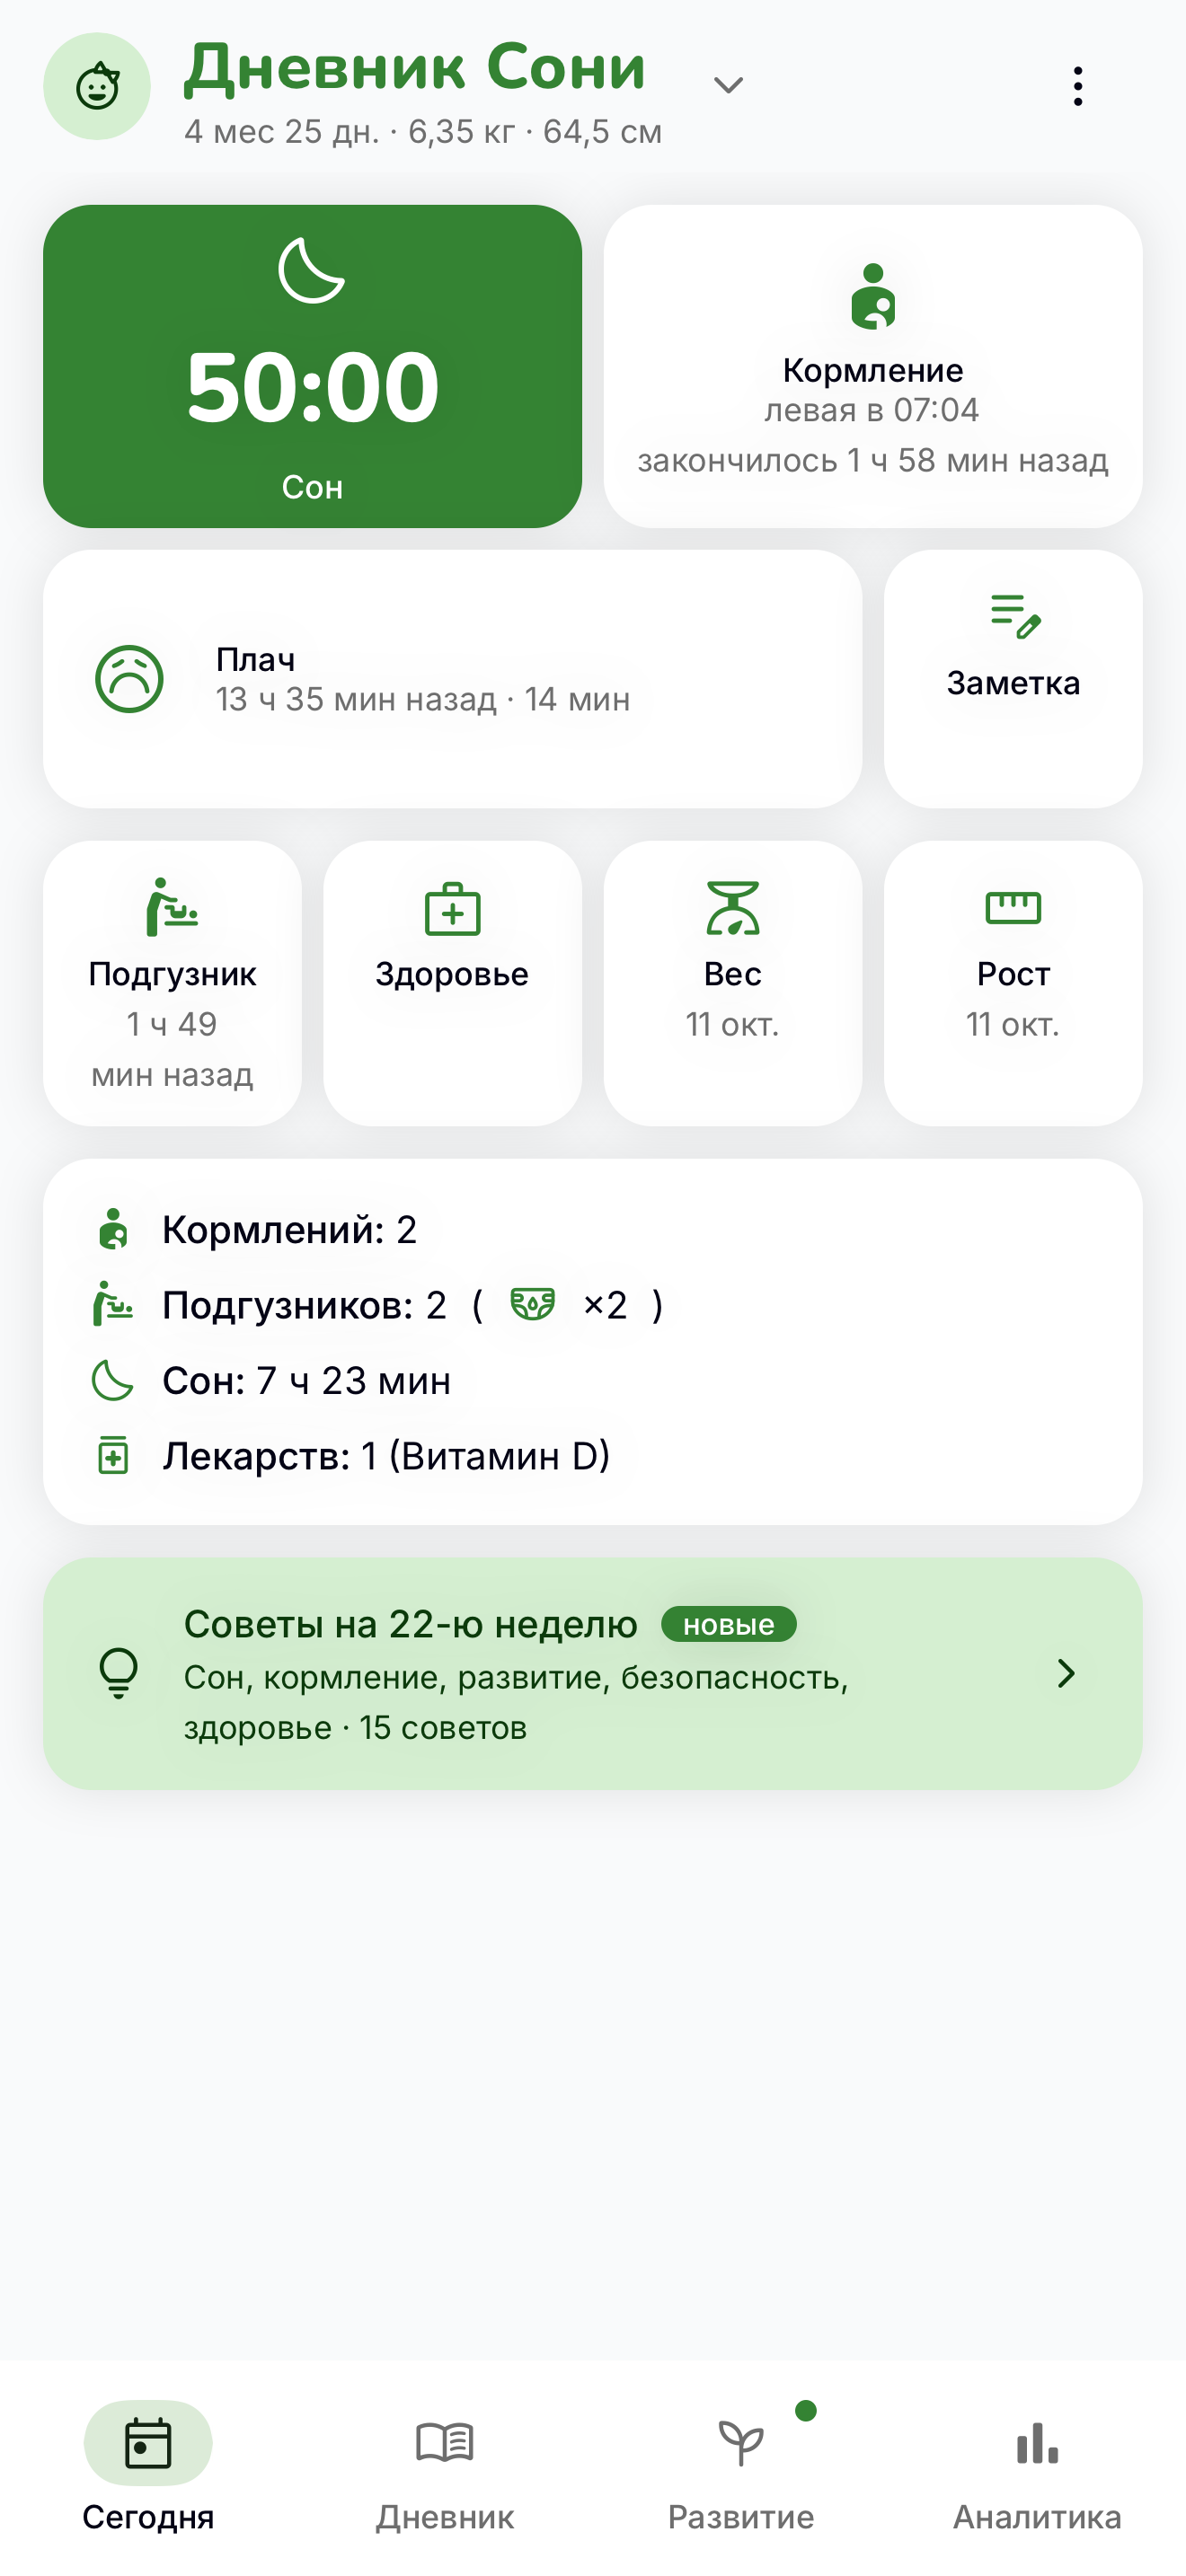 Дневник Сони
4 мес 25 дн. · 6,35 кг · 64,5 см
50:00
Сон
Кормление
левая в 07:04
закончилось 1 ч 58 мин назад
Плач
13 ч 35 мин назад · 14 мин
Заметка
Подгузник
1 ч 49
мин назад
Здоровье
Вес
11 окт.
Рост
11 окт.
Кормлений: 2
Подгузников: 2 ( ×2 )
Сон: 7 ч 23 мин
Лекарств: 1 (Витамин D)
Советы на 22-ю неделю новые
Сон, кормление, развитие, безопасность,
здоровье · 15 советов
Сегодня
Дневник
Развитие
Аналитика